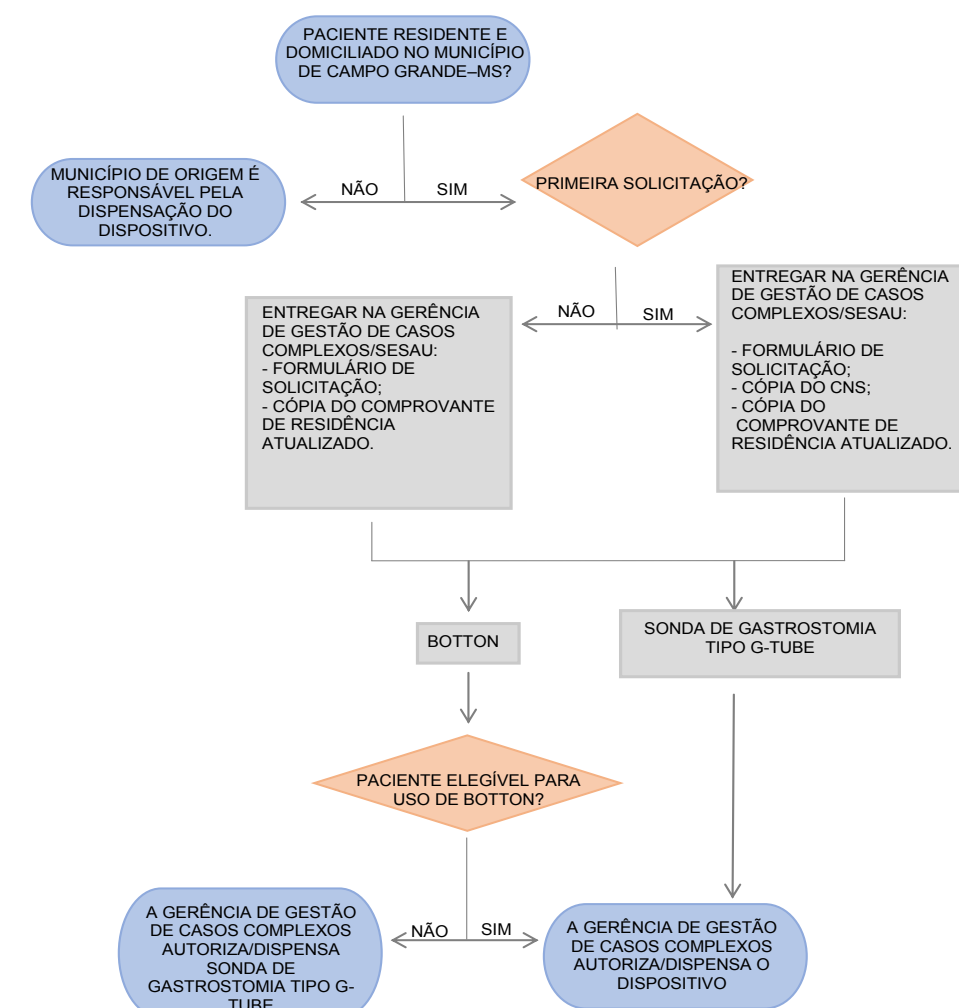 PACIENTE RESIDENTE E
DOMICILIADO NO MUNICÍPIO
DE CAMPO GRANDE–MS?
MUNICÍPIO DE ORIGEM É
RESPONSÁVEL PELA
DISPENSAÇÃO DO
DISPOSITIVO.
NÃO
SIM
PRIMEIRA SOLICITAÇÃO?
ENTREGAR NA GERÊNCIA
DE GESTÃO DE CASOS
COMPLEXOS/SESAU:
- FORMULÁRIO DE
SOLICITAÇÃO;
- CÓPIA DO COMPROVANTE
DE RESIDÊNCIA
ATUALIZADO.
NÃO
SIM
ENTREGAR NA GERÊNCIA
DE GESTÃO DE CASOS
COMPLEXOS/SESAU:
- FORMULÁRIO DE
SOLICITAÇÃO;
- CÓPIA DO CNS;
- CÓPIA DO
COMPROVANTE DE
RESIDÊNCIA ATUALIZADO.
BOTTON
SONDA DE GASTROSTOMIA
TIPO G-TUBE
PACIENTE ELEGÍVEL PARA
USO DE BOTTON?
A GERÊNCIA DE GESTÃO
DE CASOS COMPLEXOS
AUTORIZA/DISPENSA
SONDA DE
GASTROSTOMIA TIPO G-
TUBE
NÃO
SIM
A GERÊNCIA DE GESTÃO
DE CASOS COMPLEXOS
AUTORIZA/DISPENSA O
DISPOSITIVO